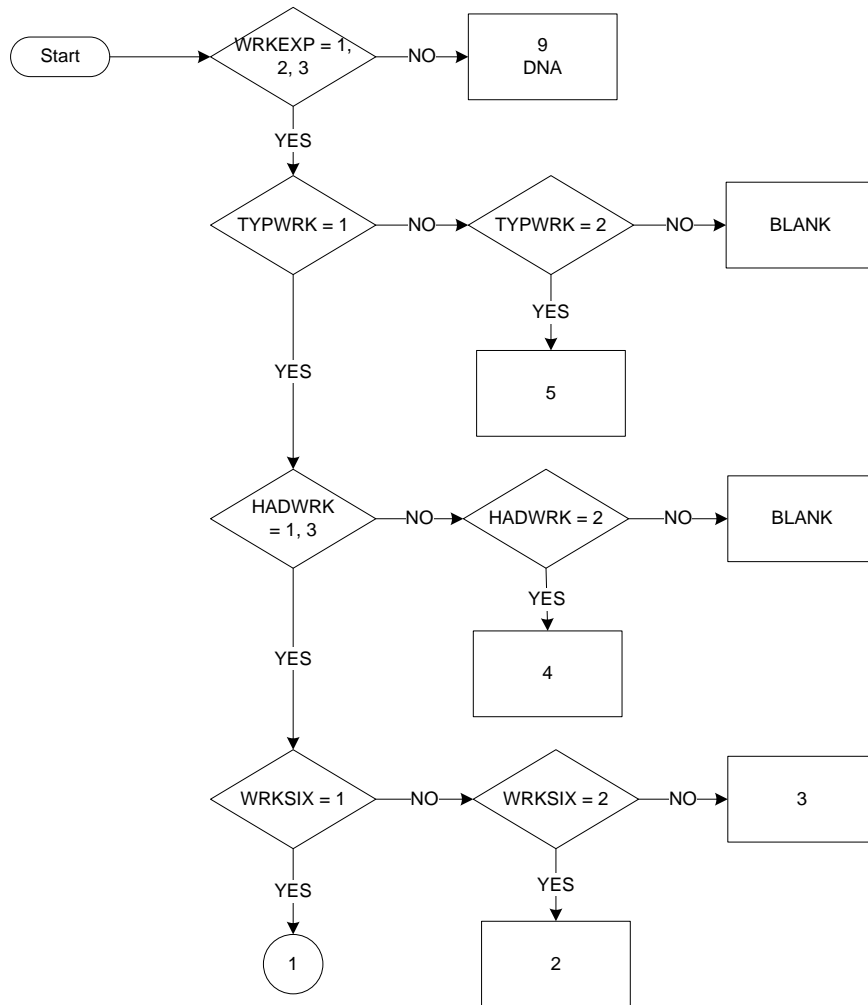 Start
WRKEXP = 1,
2, 3
NO
9
DNA
YES
TYPWRK = 1
NO
TYPWRK = 2
NO
BLANK
YES
5
YES
HADWRK
= 1, 3
NO
HADWRK = 2
NO
BLANK
YES
4
YES
WRKSIX = 1
NO
WRKSIX = 2
NO
3
YES
1
YES
2